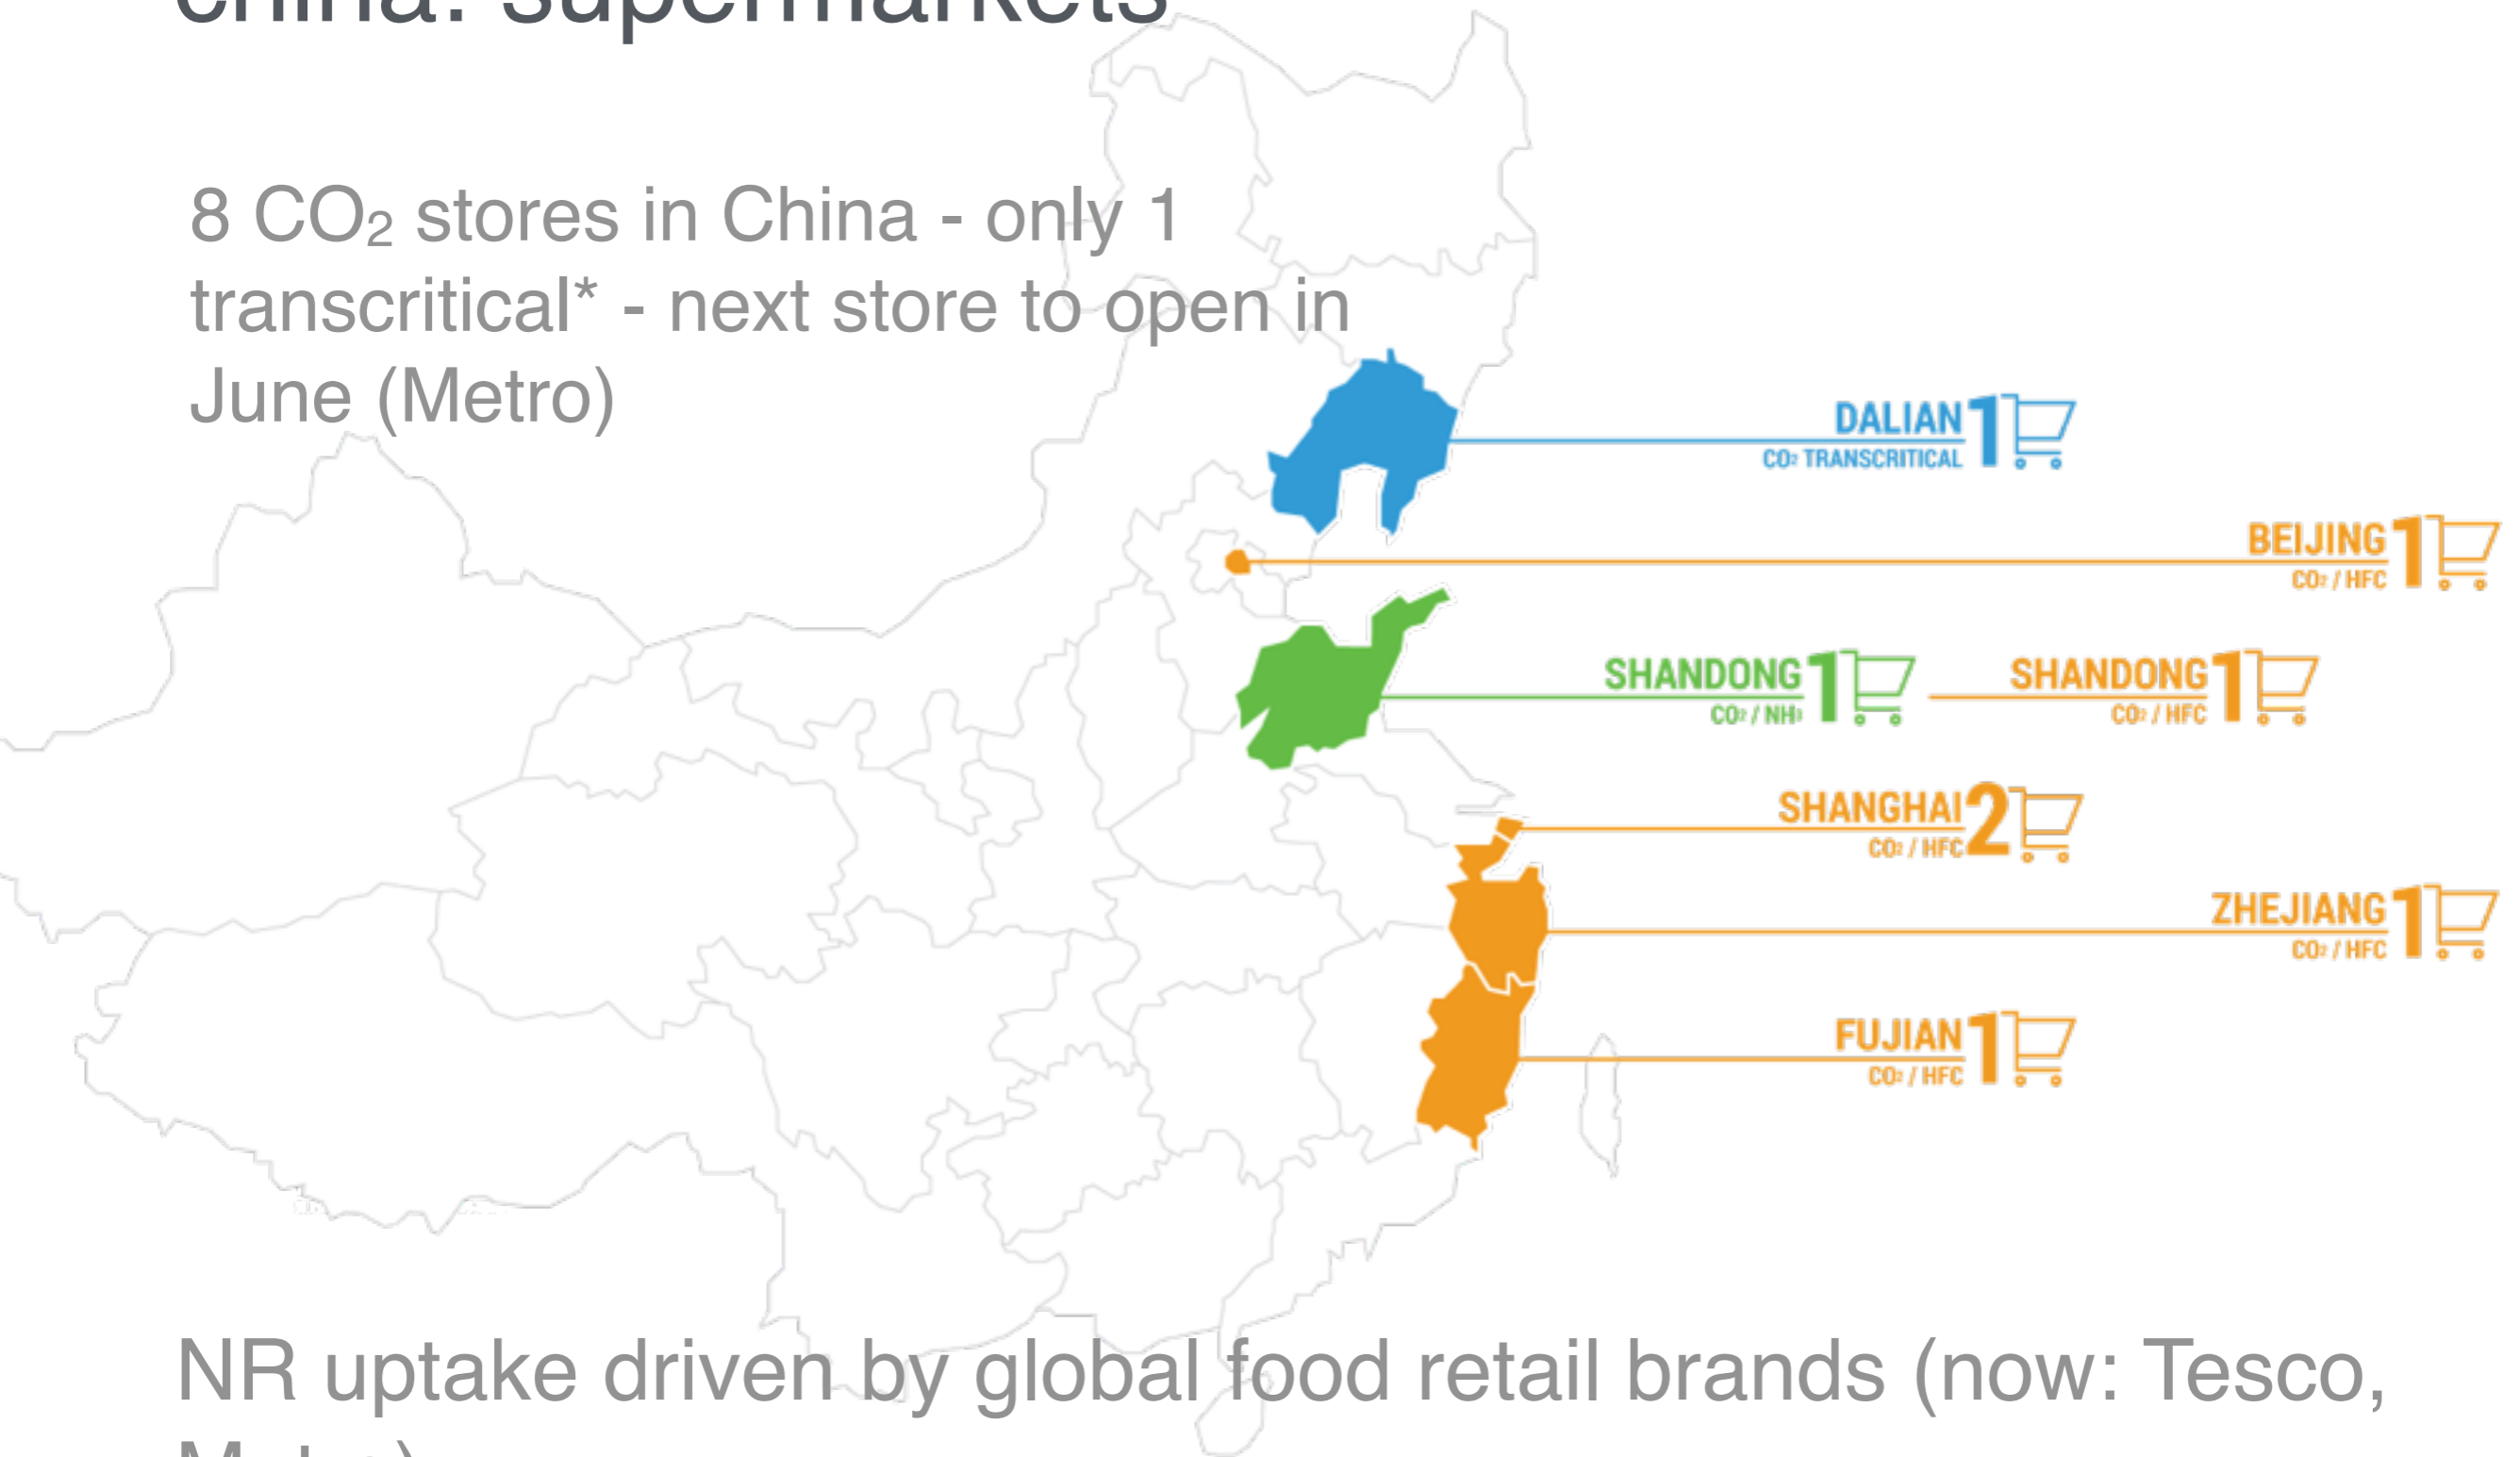 china: supermarkets
8 CO₂ stores in China - only 1
transcritical* - next store to open in
June (Metro)
DALIAN 1
CO² TRANSCRITICAL
BEIJING 1
CO² / HFC
SHANDONG 1
CO² / NH³
SHANDONG 1
CO² / HFC
SHANGHAI 2
CO² / HFC
ZHEJIANG 1
CO² / HFC
FUJIAN 1
CO² / HFC
NR uptake driven by global food retail brands (now: Tesco,